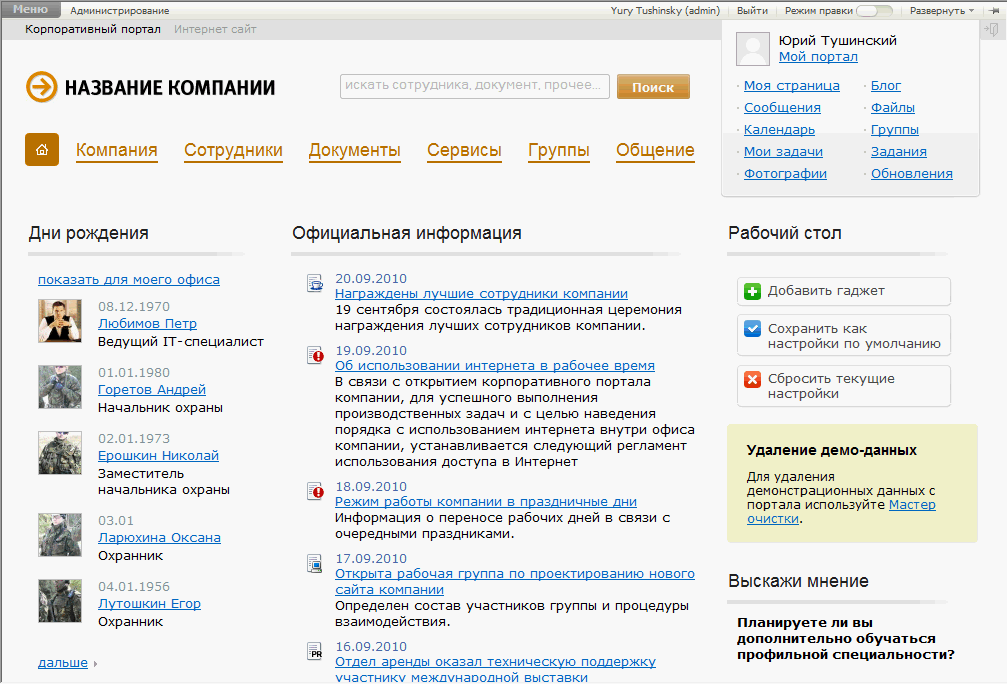 Меню
Администрирование
Yury Tushinsky (admin)
Выйти
Режим правки
Развернуть
Корпоративный портал
Интернет сайт
НАЗВАНИЕ КОМПАНИИ
искать сотрудника, документ, прочее...
Поиск
Юрий Тушинский
Мой портал
Моя страница
Блог
Сообщения
Файлы
Календарь
Группы
Мои задачи
Задания
Фотографии
Обновления
Компания
Сотрудники
Документы
Сервисы
Группы
Общение
Дни рождения
показать для моего офиса
08.12.1970
Любимов Петр
Ведущий IT-специалист
01.01.1980
Горетов Андрей
Начальник охраны
02.01.1973
Ерошкин Николай
Заместитель
начальника охраны
03.01
Ларюхина Оксана
Охранник
04.01.1956
Лутошкин Егор
Охранник
дальше
Официальная информация
20.09.2010
Награждены лучшие сотрудники компании
19 сентября состоялась традиционная церемония
награждения лучших сотрудников компании.
19.09.2010
Об использовании интернета в рабочее время
В связи с открытием корпоративного портала
компании, для успешного выполнения
производственных задач и с целью наведения
порядка с использованием интернета внутри офиса
компании, устанавливается следующий регламент
использования доступа в Интернет
18.09.2010
Режим работы компании в праздничные дни
Информация о переносе рабочих дней в связи с
очередными праздниками.
17.09.2010
Открыта рабочая группа по проектированию нового
сайта компании
Определен состав участников группы и процедуры
взаимодействия.
PR
16.09.2010
Отдел аренды оказал техническую поддержку
участнику международной выставки
Рабочий стол
Добавить гаджет
Сохранить как
настройки по умолчанию
Сбросить текущие
настройки
Удаление демо-данных
Для удаления
демонстрационных данных с
портала используйте Мастер
очистки.
Выскажи мнение
Планируете ли вы
дополнительно обучаться
профильной специальности?